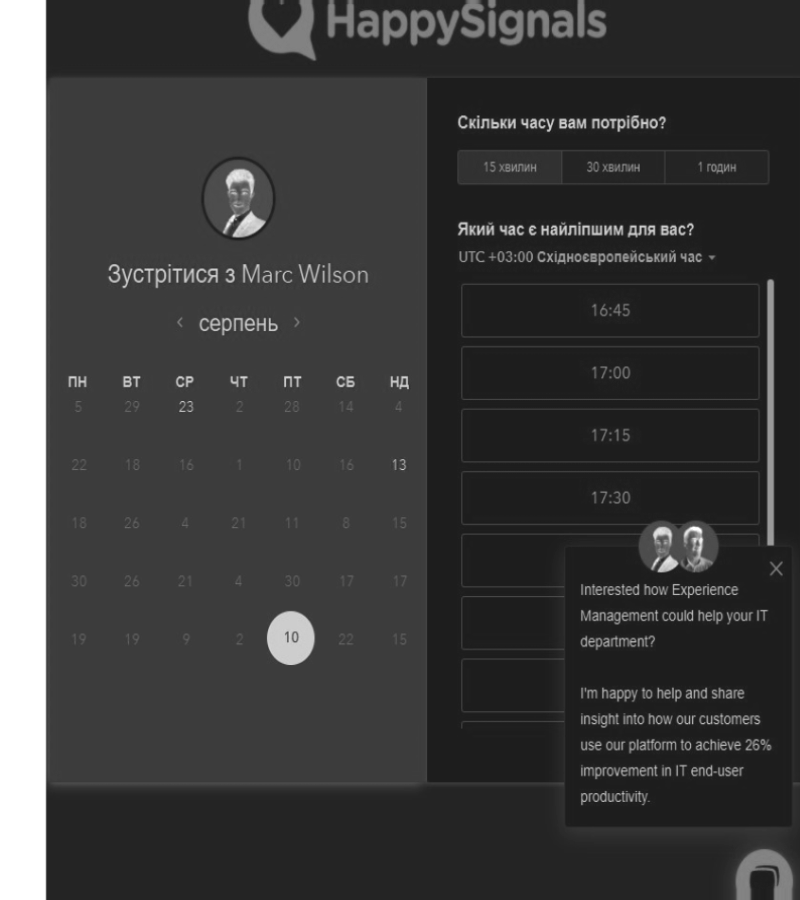 HappySignals
Зустрітися з Marc Wilson
серпень
ПН ВТ СР ЧТ ПТ СБ НД
5 29 23 2 28 14 4
22 18 16 1 10 16 13
18 26 4 21 11 8 15
30 26 21 4 30 17 17
19 19 9 2 10 22 15
Скільки часу вам потрібно?
15 хвилин 30 хвилин 1 годин
Який час є найліпшим для вас?
UTC +03:00 Східноєвропейський час
16:45
17:00
17:15
17:30
Interested how Experience
Management could help your IT
department?
I'm happy to help and share
insight into how our customers
use our platform to achieve 26%
improvement in IT end-user
productivity.